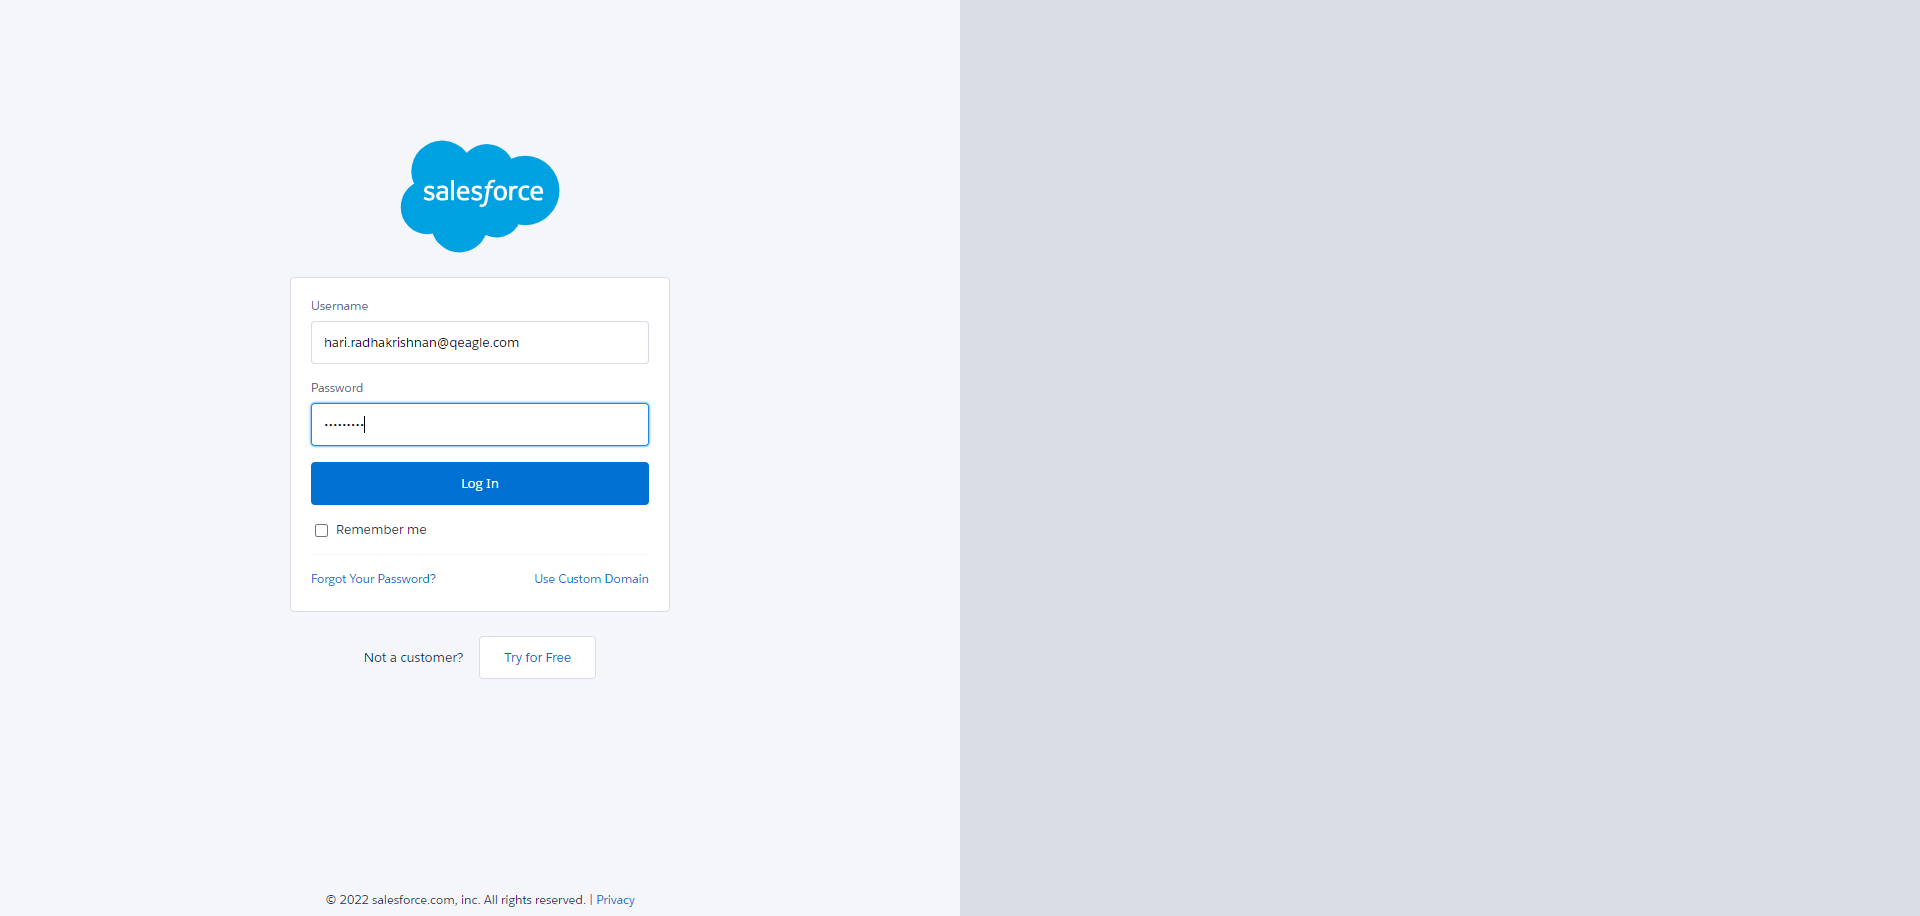 salesforce
Username
hari.radhakrishnan@qeagle.com
Password
•••••••••
Log In
Remember me
Forgot Your Password? Use Custom Domain
Not a customer? Try for Free
© 2022 salesforce.com, inc. All rights reserved. | Privacy